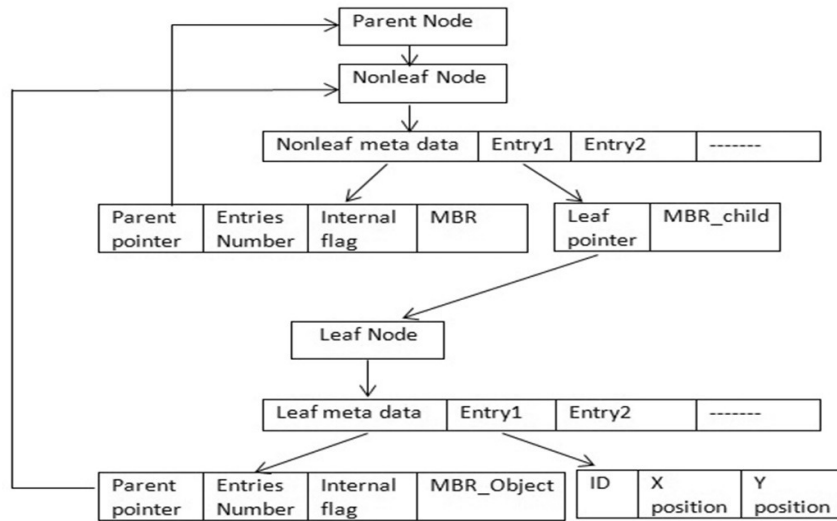 Parent Node
Nonleaf Node
Nonleaf meta data Entry1 Entry2 -------
Parent pointer Entries Number Internal flag MBR Leaf pointer MBR_child
Leaf Node
Leaf meta data Entry1 Entry2 -------
Parent pointer Entries Number Internal flag MBR_Object ID X position Y position